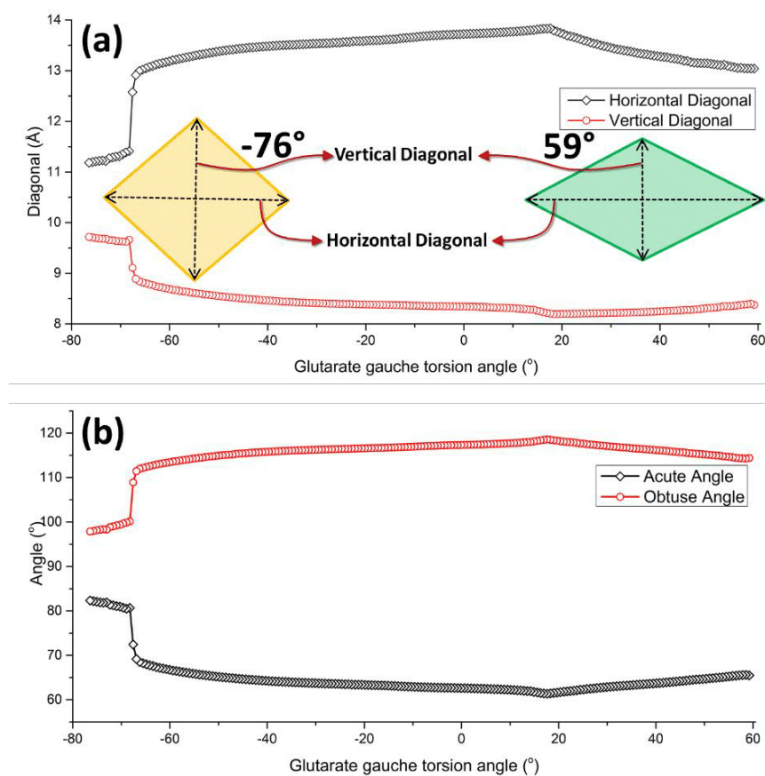 (a)
14
13
12
11
10
9
8
Diagonal (Å)
Horizontal Diagonal
Vertical Diagonal
-76°
Vertical Diagonal
59°
Horizontal Diagonal
-80 -60 -40 -20 0 20 40 60
Glutarate gauche torsion angle (°)
(b)
120
110
100
90
80
70
60
Angle (°)
Acute Angle
Obtuse Angle
-80 -60 -40 -20 0 20 40 60
Glutarate gauche torsion angle (°)